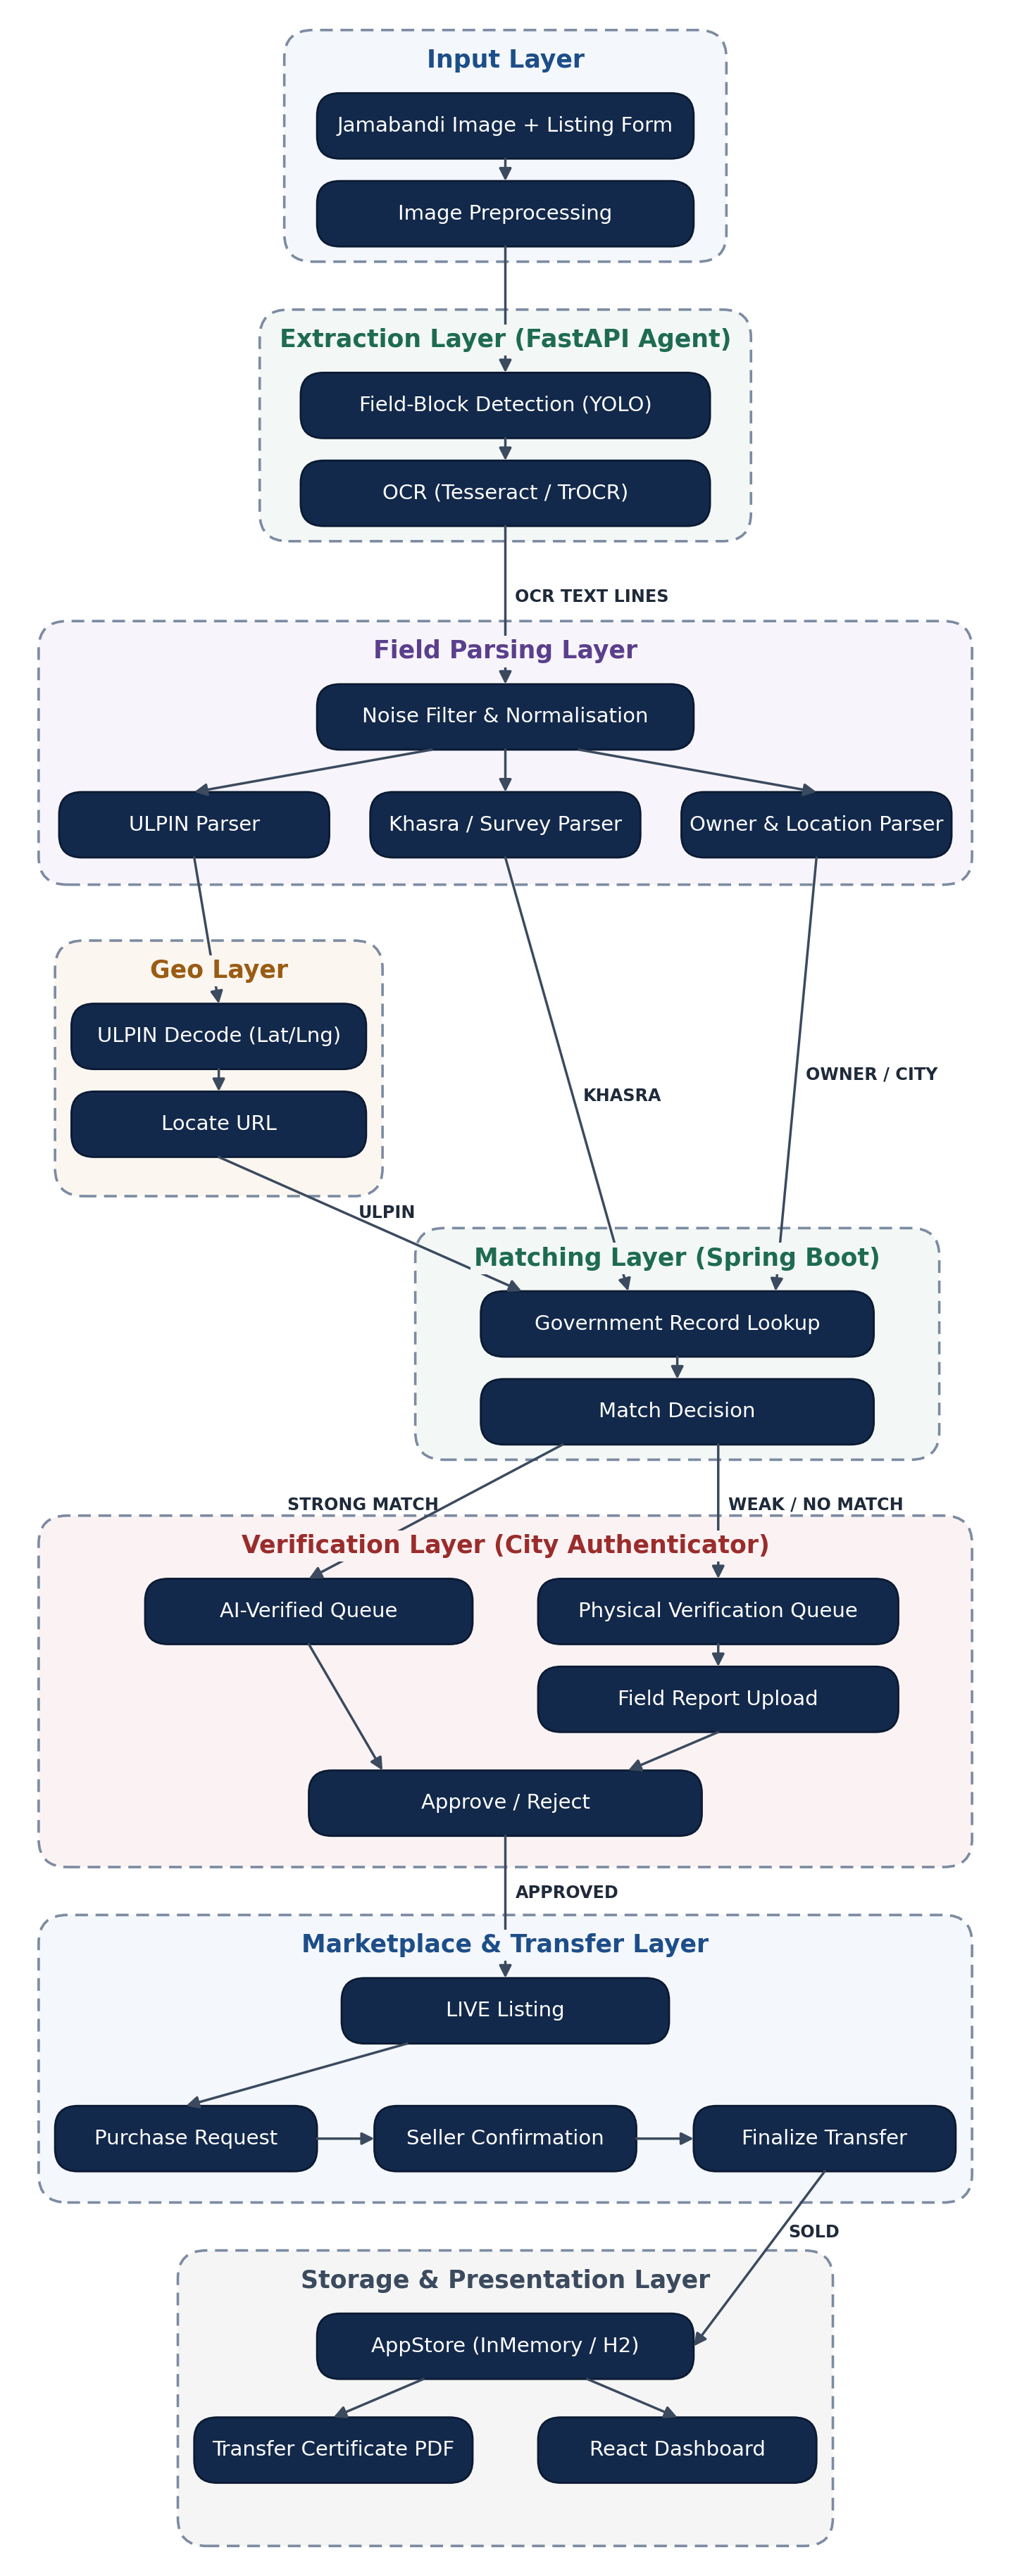 Input Layer
Jamabandi Image + Listing Form
Image Preprocessing
Extraction Layer (FastAPI Agent)
Field-Block Detection (YOLO)
OCR (Tesseract / TrOCR)
OCR TEXT LINES
Field Parsing Layer
Noise Filter & Normalisation
ULPIN Parser
Khasra / Survey Parser
Owner & Location Parser
Geo Layer
ULPIN Decode (Lat/Lng)
Locate URL
OWNER / CITY
KHASRA
ULPIN
Matching Layer (Spring Boot)
Government Record Lookup
Match Decision
STRONG MATCH
WEAK / NO MATCH
Verification Layer (City Authenticator)
AI-Verified Queue
Physical Verification Queue
Field Report Upload
Approve / Reject
APPROVED
Marketplace & Transfer Layer
LIVE Listing
Purchase Request
Seller Confirmation
Finalize Transfer
SOLD
Storage & Presentation Layer
AppStore (InMemory / H2)
Transfer Certificate PDF
React Dashboard